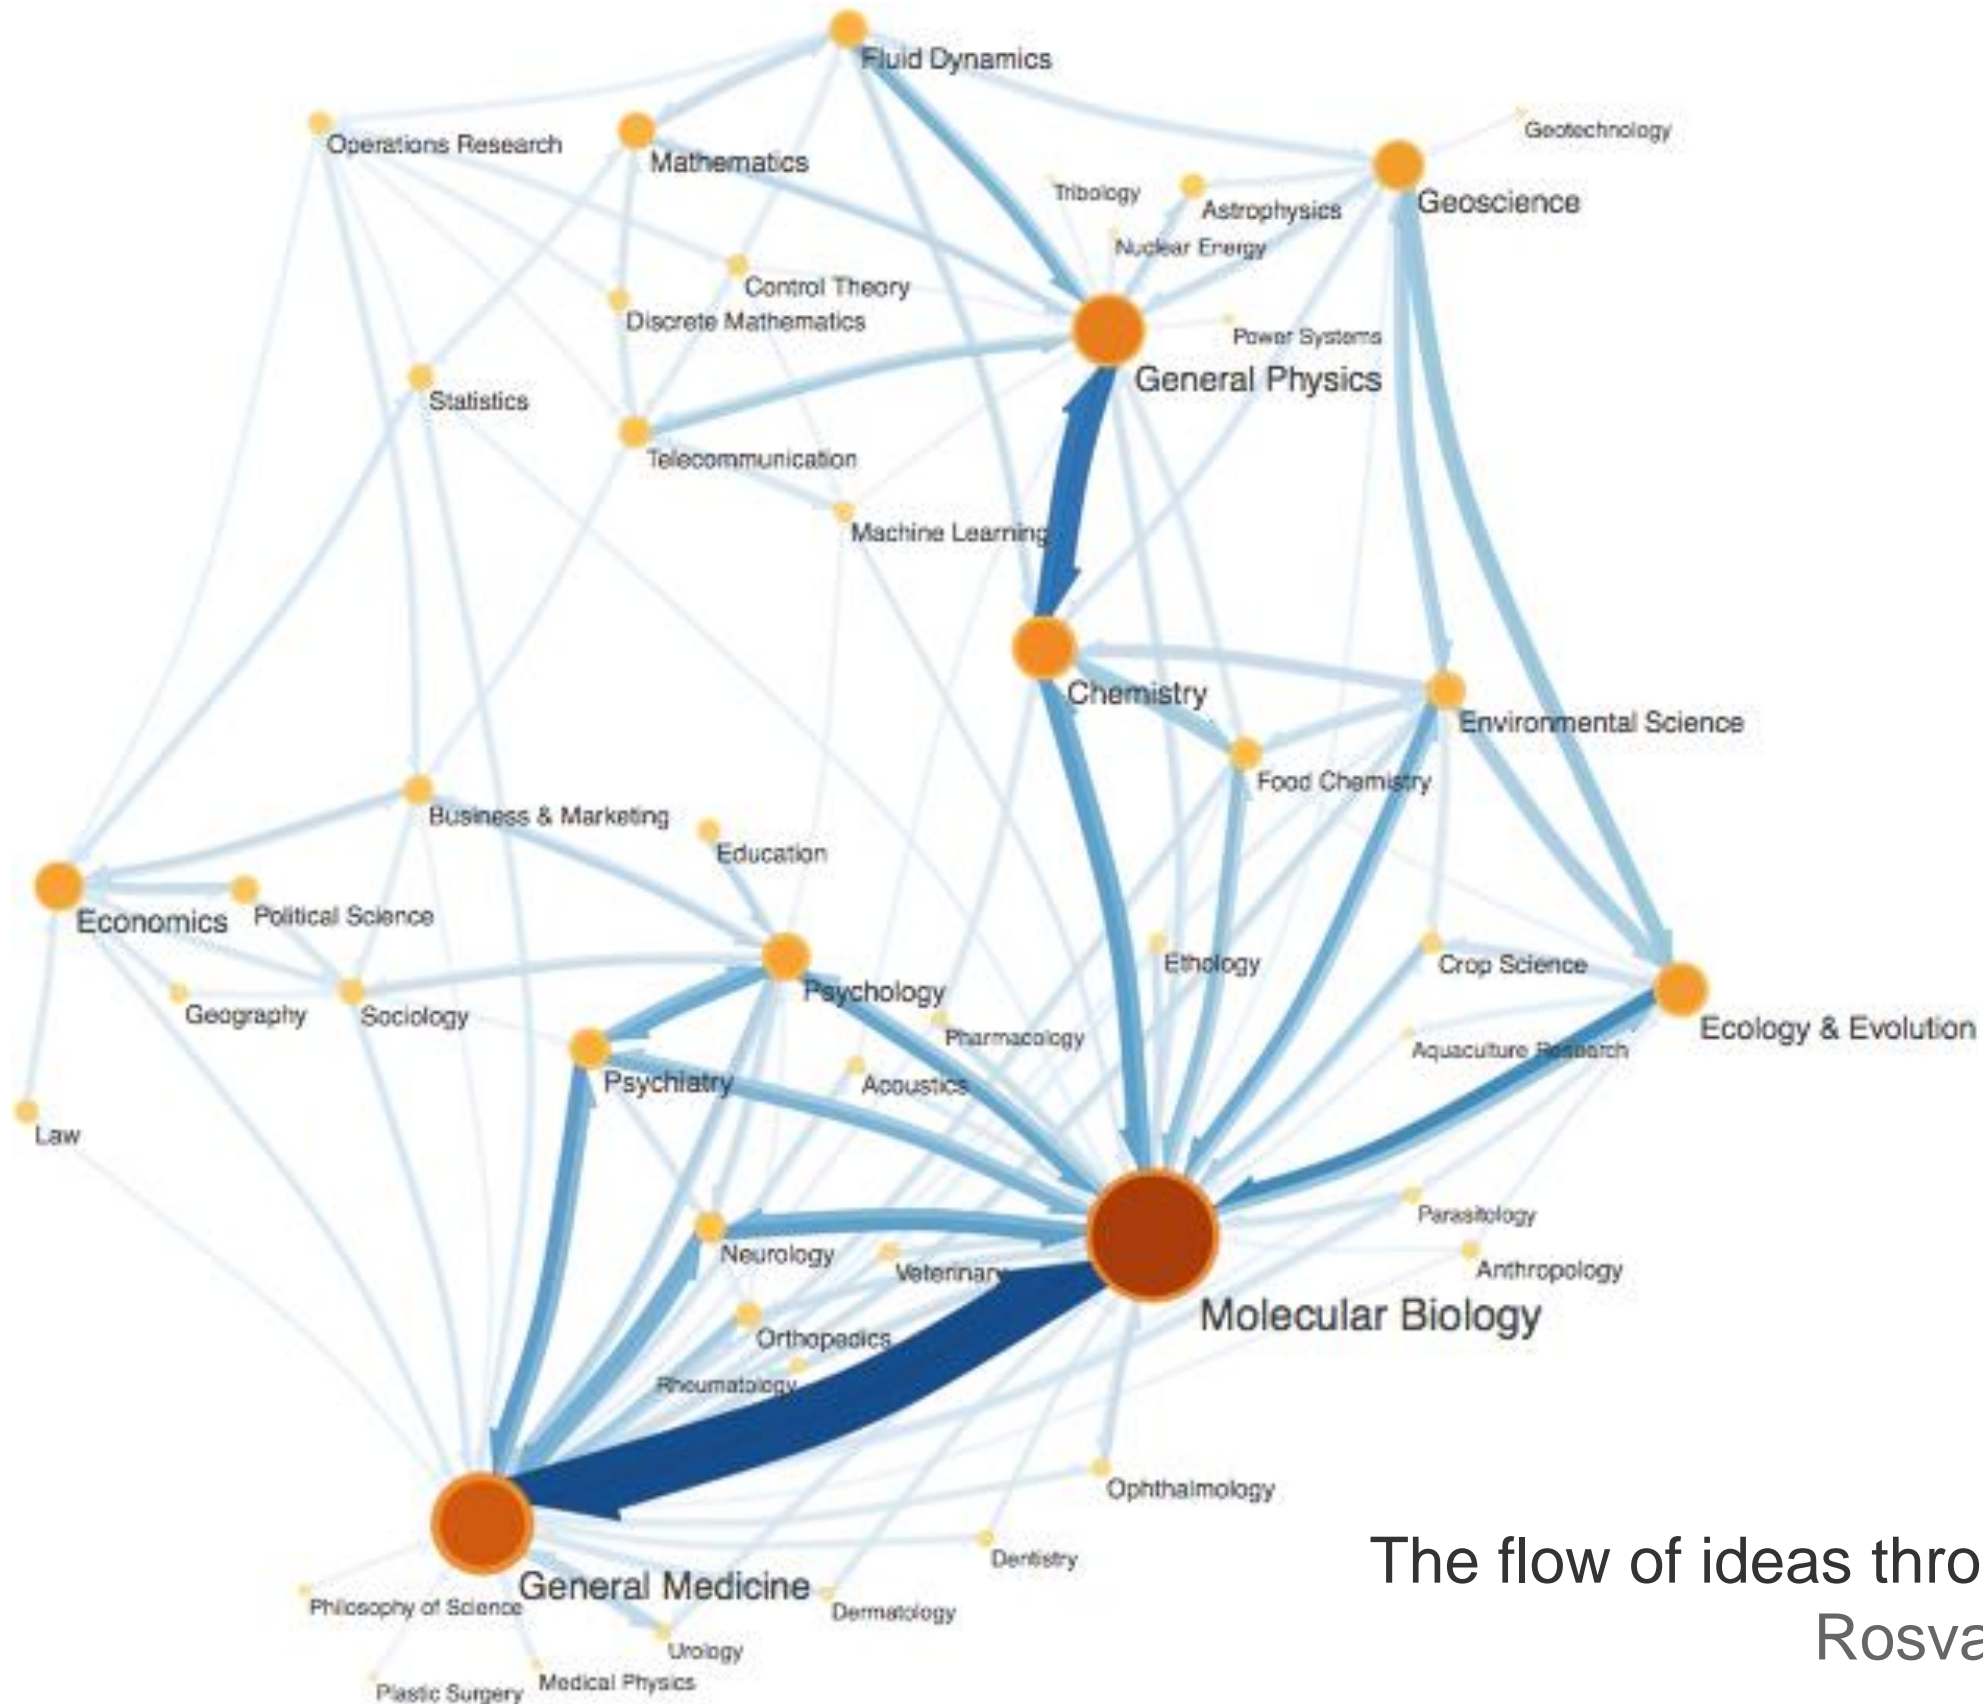 Fluid Dynamics
Geotechnology
Operations Research
Mathematics
Tribology
Astrophysics
Geoscience
Nuclear Energy
Control Theory
Discrete Mathematics
Power Systems
General Physics
Statistics
Telecommunication
Machine Learning
Chemistry
Environmental Science
Food Chemistry
Business & Marketing
Education
Political Science
Economics
Ethology
Crop Science
Psychology
Geography
Sociology
Ecology & Evolution
Pharmacology
Aquaculture Research
Psychiatry
Acoustics
Law
Parasitology
Neurology
Veterinary
Anthropology
Molecular Biology
Orthopedics
Rheumatology
Ophthalmology
The flow of ideas thro
Dentistry
General Medicine
Philosophy of Science
Dermatology
Rosva
Urology
Medical Physics
Plastic Surgery